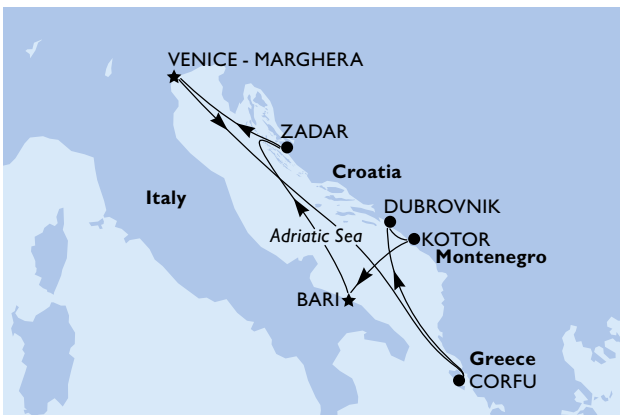 VENICE - MARGHERA
ZADAR
Croatia
Italy
DUBROVNIK
Adriatic Sea
KOTOR
Montenegro
BARI
Greece
CORFU